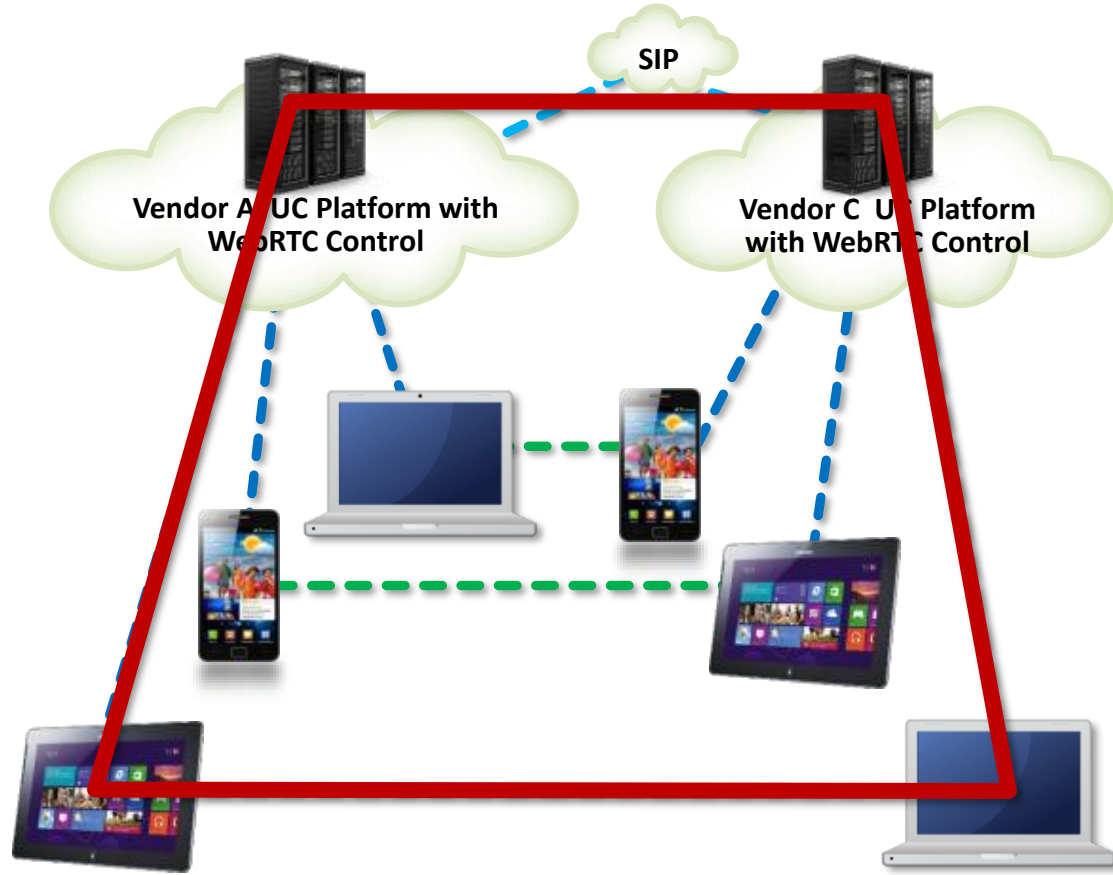 SIP
Vendor A UC Platform with
WebRTC Control
Vendor C UC Platform
with WebRTC Control